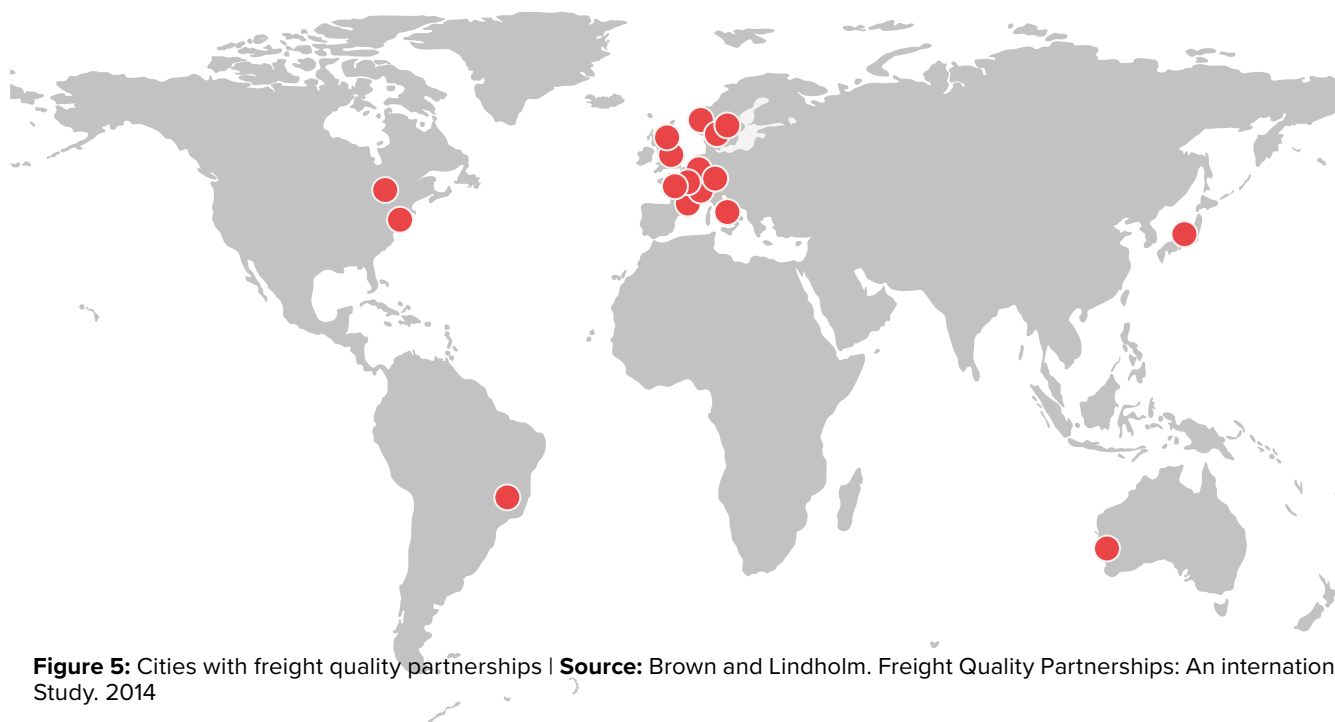 Figure 5: Cities with freight quality partnerships | Source: Brown and Lindholm. Freight Quality Partnerships: An internation
Study. 2014